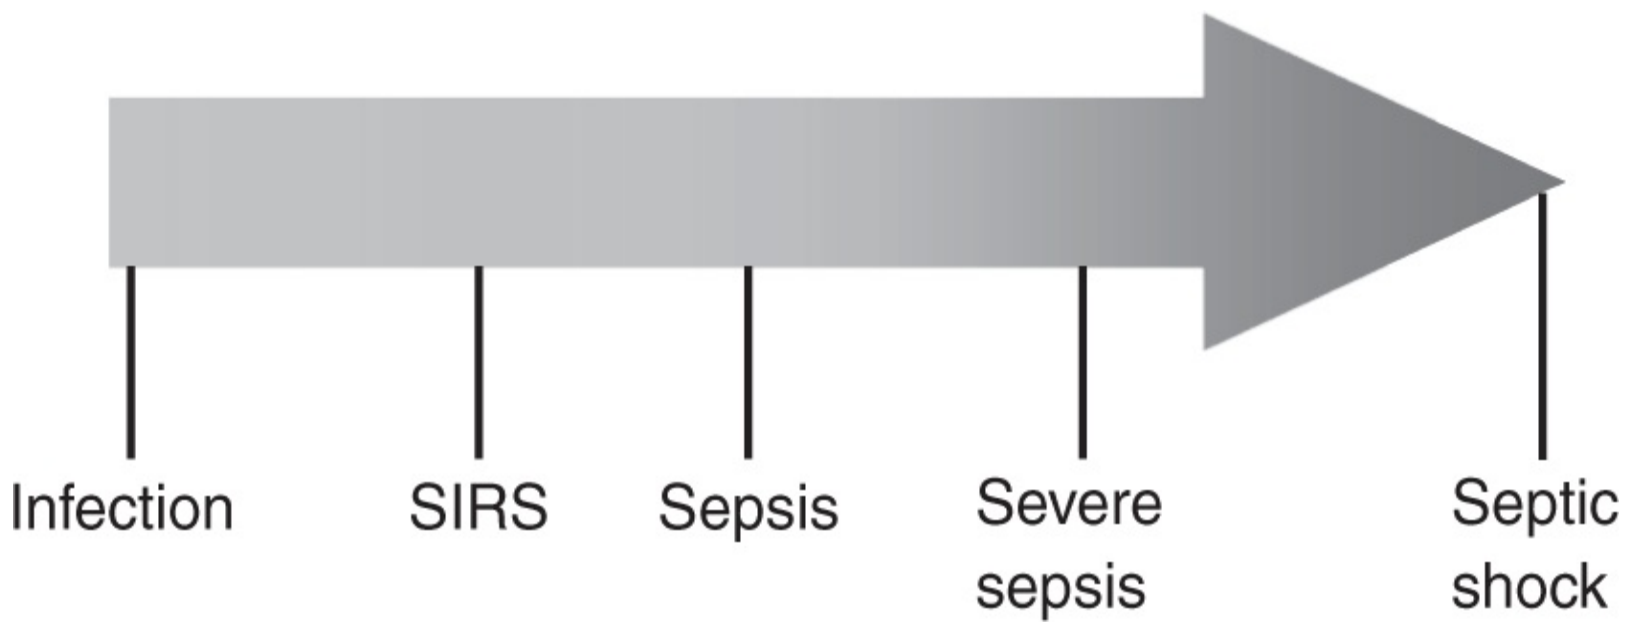 Infection
SIRS
Sepsis
Severe
sepsis
Septic
shock